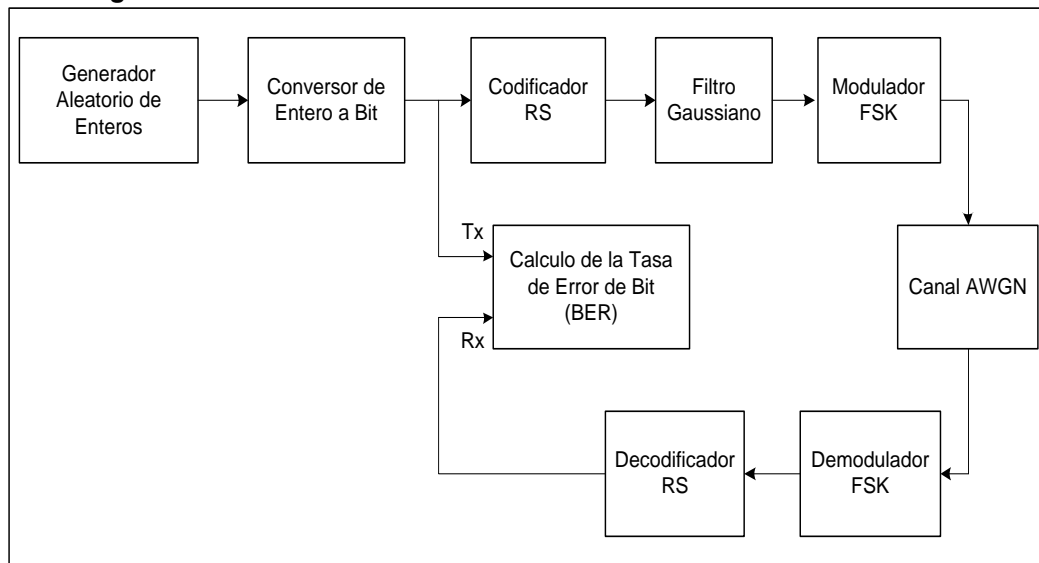 Generador
Aleatorio de
Enteros
Conversor de
Entero a Bit
Codificador
RS
Filtro
Gaussiano
Modulador
FSK
Tx
Calculo de la Tasa
de Error de Bit
(BER)
Rx
Canal AWGN
Decodificador
RS
Demodulador
FSK